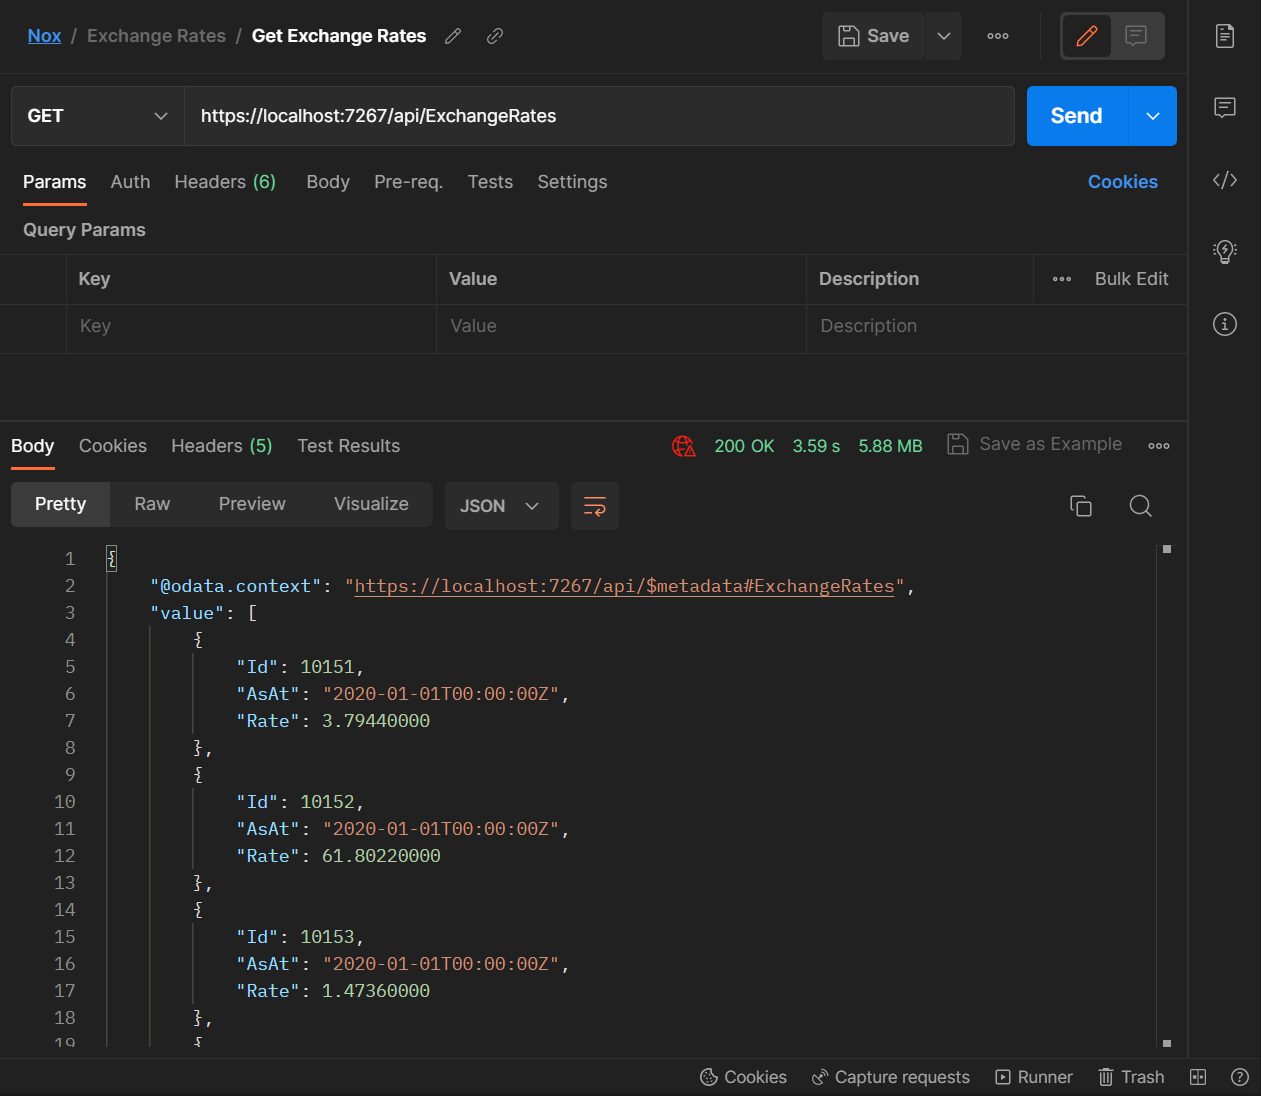 Nox / Exchange Rates / Get Exchange Rates
Save
GET
https://localhost:7267/api/ExchangeRates
Send
Params Auth Headers (6) Body Pre-req. Tests Settings Cookies
Query Params
Key Value Description Bulk Edit
Key Value Description
Body Cookies Headers (5) Test Results 200 OK 3.59 s 5.88 MB Save as Example
Pretty Raw Preview Visualize JSON
1 {
2 "@odata.context": "https://localhost:7267/api/$metadata#ExchangeRates",
3 "value": [
4 {
5 "Id": 10151,
6 "AsAt": "2020-01-01T00:00:00Z",
7 "Rate": 3.79440000
8 },
9 {
10 "Id": 10152,
11 "AsAt": "2020-01-01T00:00:00Z",
12 "Rate": 61.80220000
13 },
14 {
15 "Id": 10153,
16 "AsAt": "2020-01-01T00:00:00Z",
17 "Rate": 1.47360000
18 },
19 {
Cookies Capture requests Runner Trash